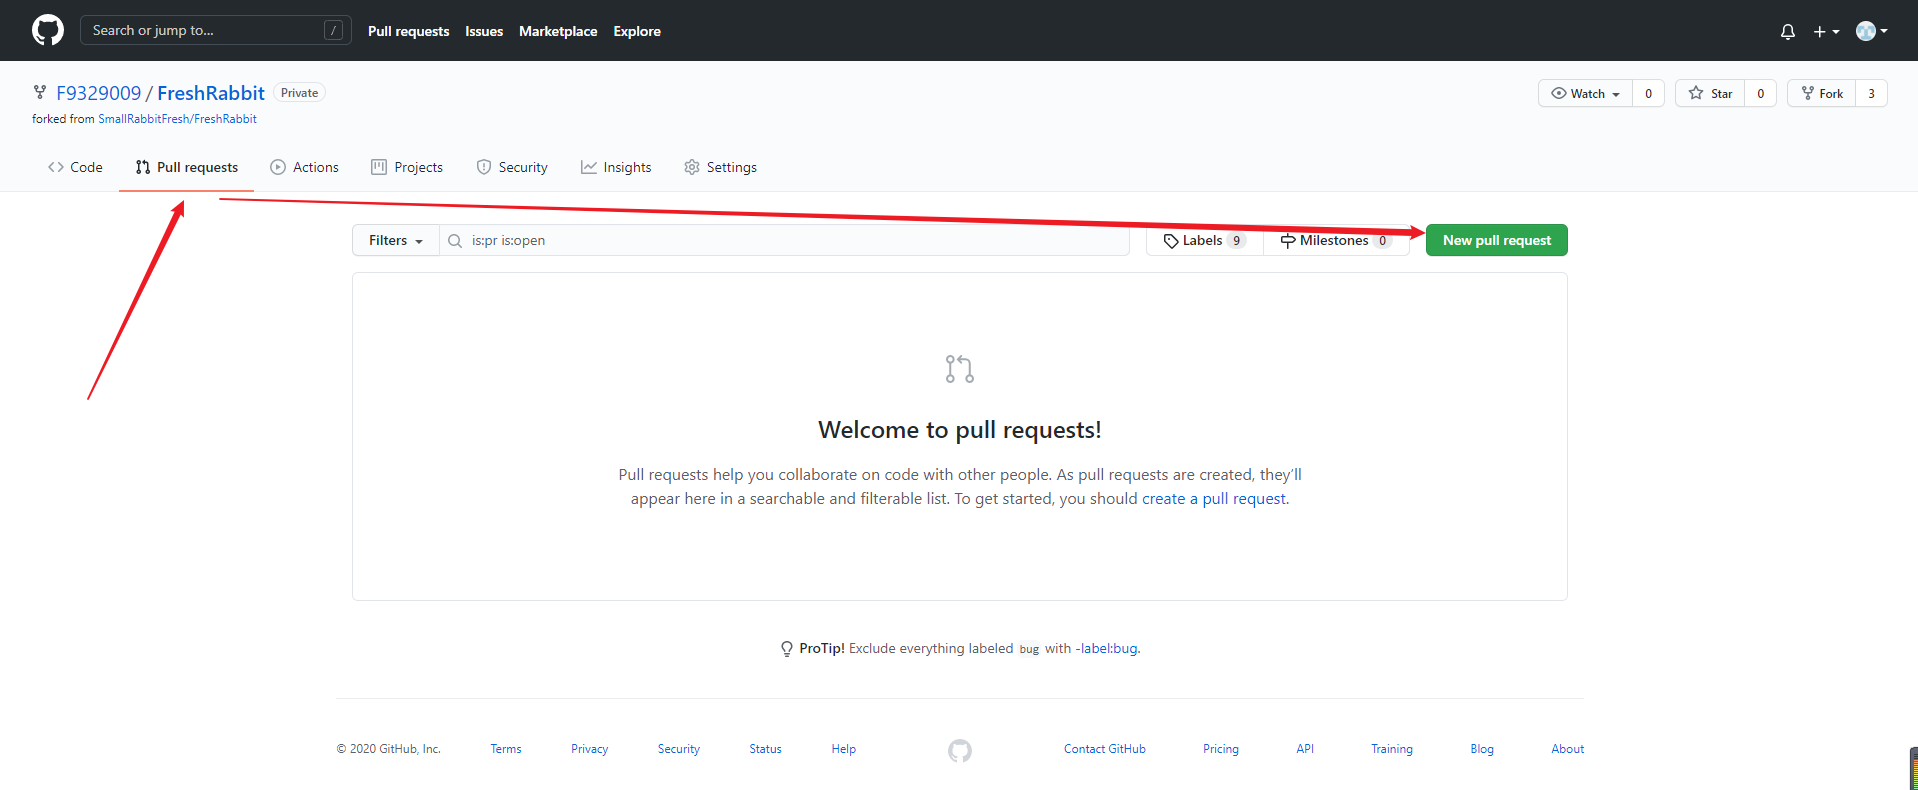 Search or jump to... / Pull requests Issues Marketplace Explore
F9329009 / FreshRabbit Private Watch 0 Star 0 Fork 3
forked from SmallRabbitFresh/FreshRabbit
Code Pull requests Actions Projects Security Insights Settings
Filters is:pr is:open Labels 9 Milestones 0 New pull request
Welcome to pull requests!
Pull requests help you collaborate on code with other people. As pull requests are created, they’ll
appear here in a searchable and filterable list. To get started, you should create a pull request.
ProTip! Exclude everything labeled bug with -label:bug.
© 2020 GitHub, Inc. Terms Privacy Security Status Help Contact GitHub Pricing API Training Blog About